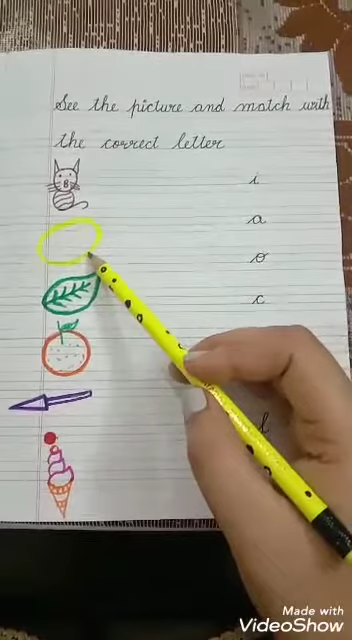 See the picture and match with
the correct letter
i
a
o
c
l
Made with
VideoShow